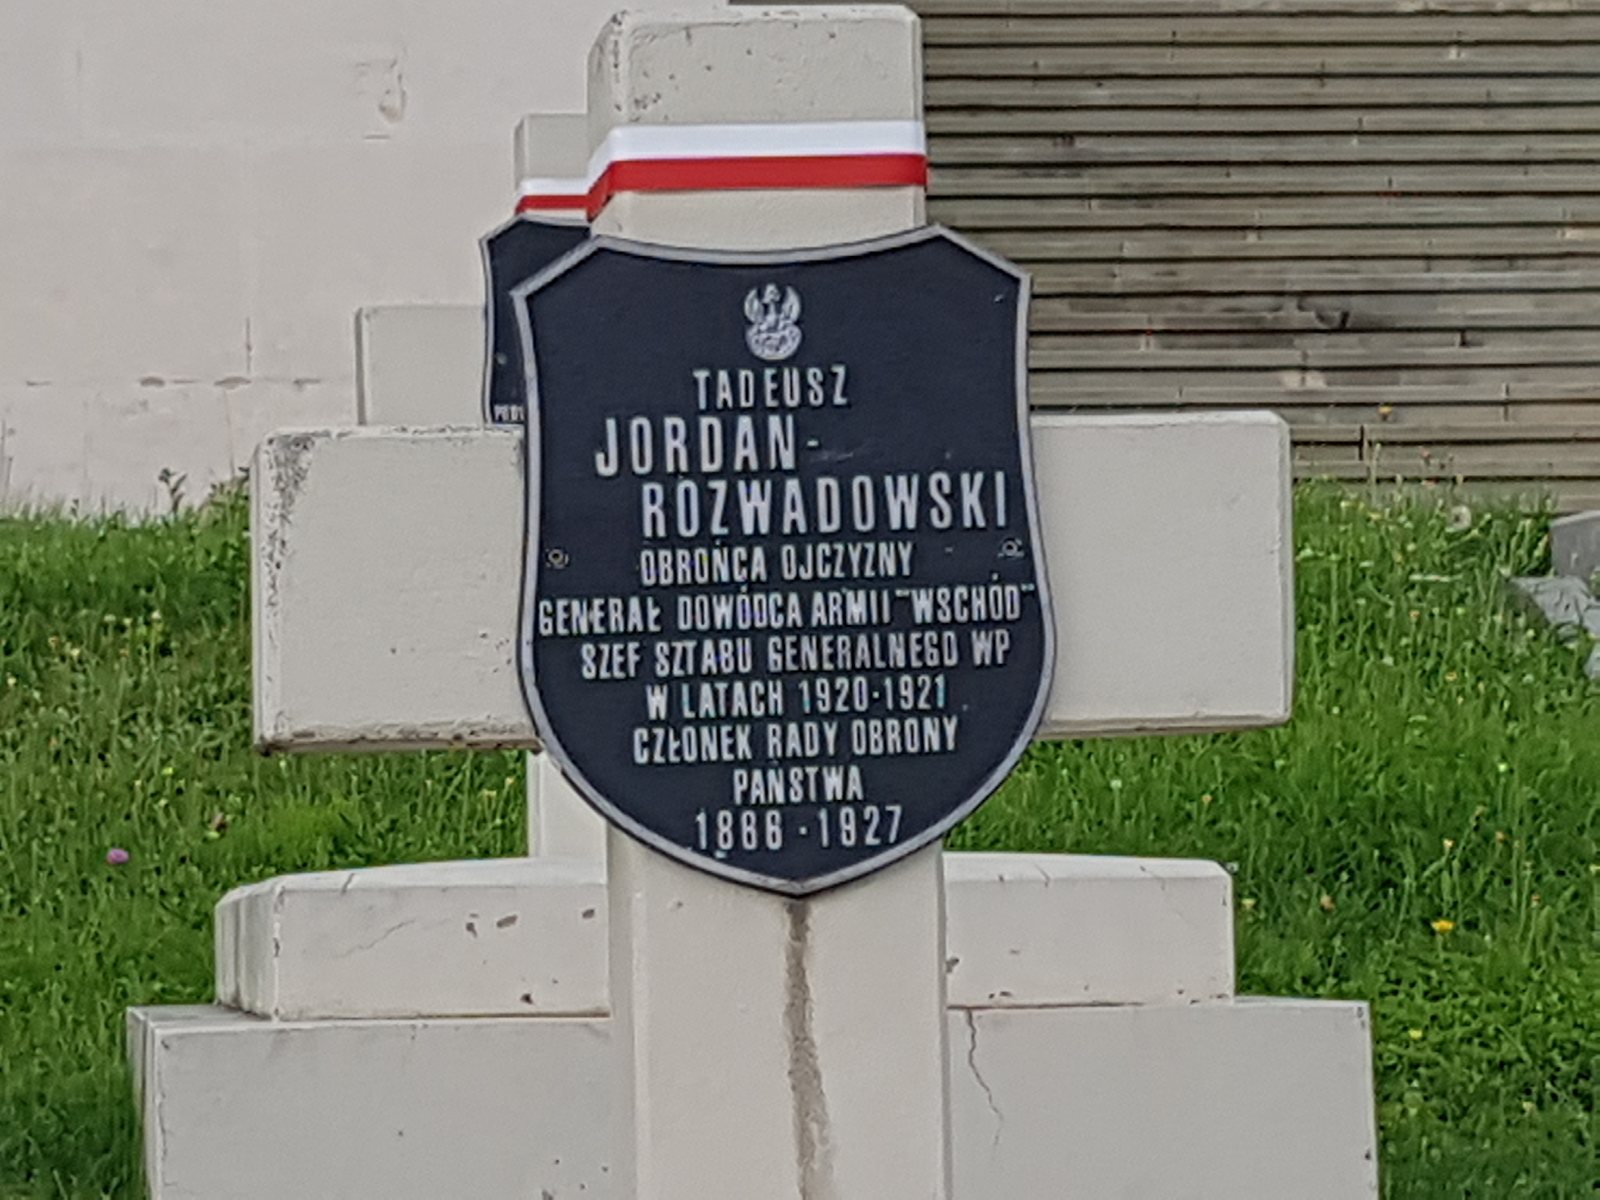 TADEUSZ
JORDAN-
ROZWADOWSKI
OBROŃCA OJCZYZNY
GENERAŁ DOWÓDCA ARMII "WSCHÓD"
SZEF SZTABU GENERALNEGO WP
W LATACH 1920-1921
CZŁONEK RADY OBRONY
PAŃSTWA
1866 - 1927